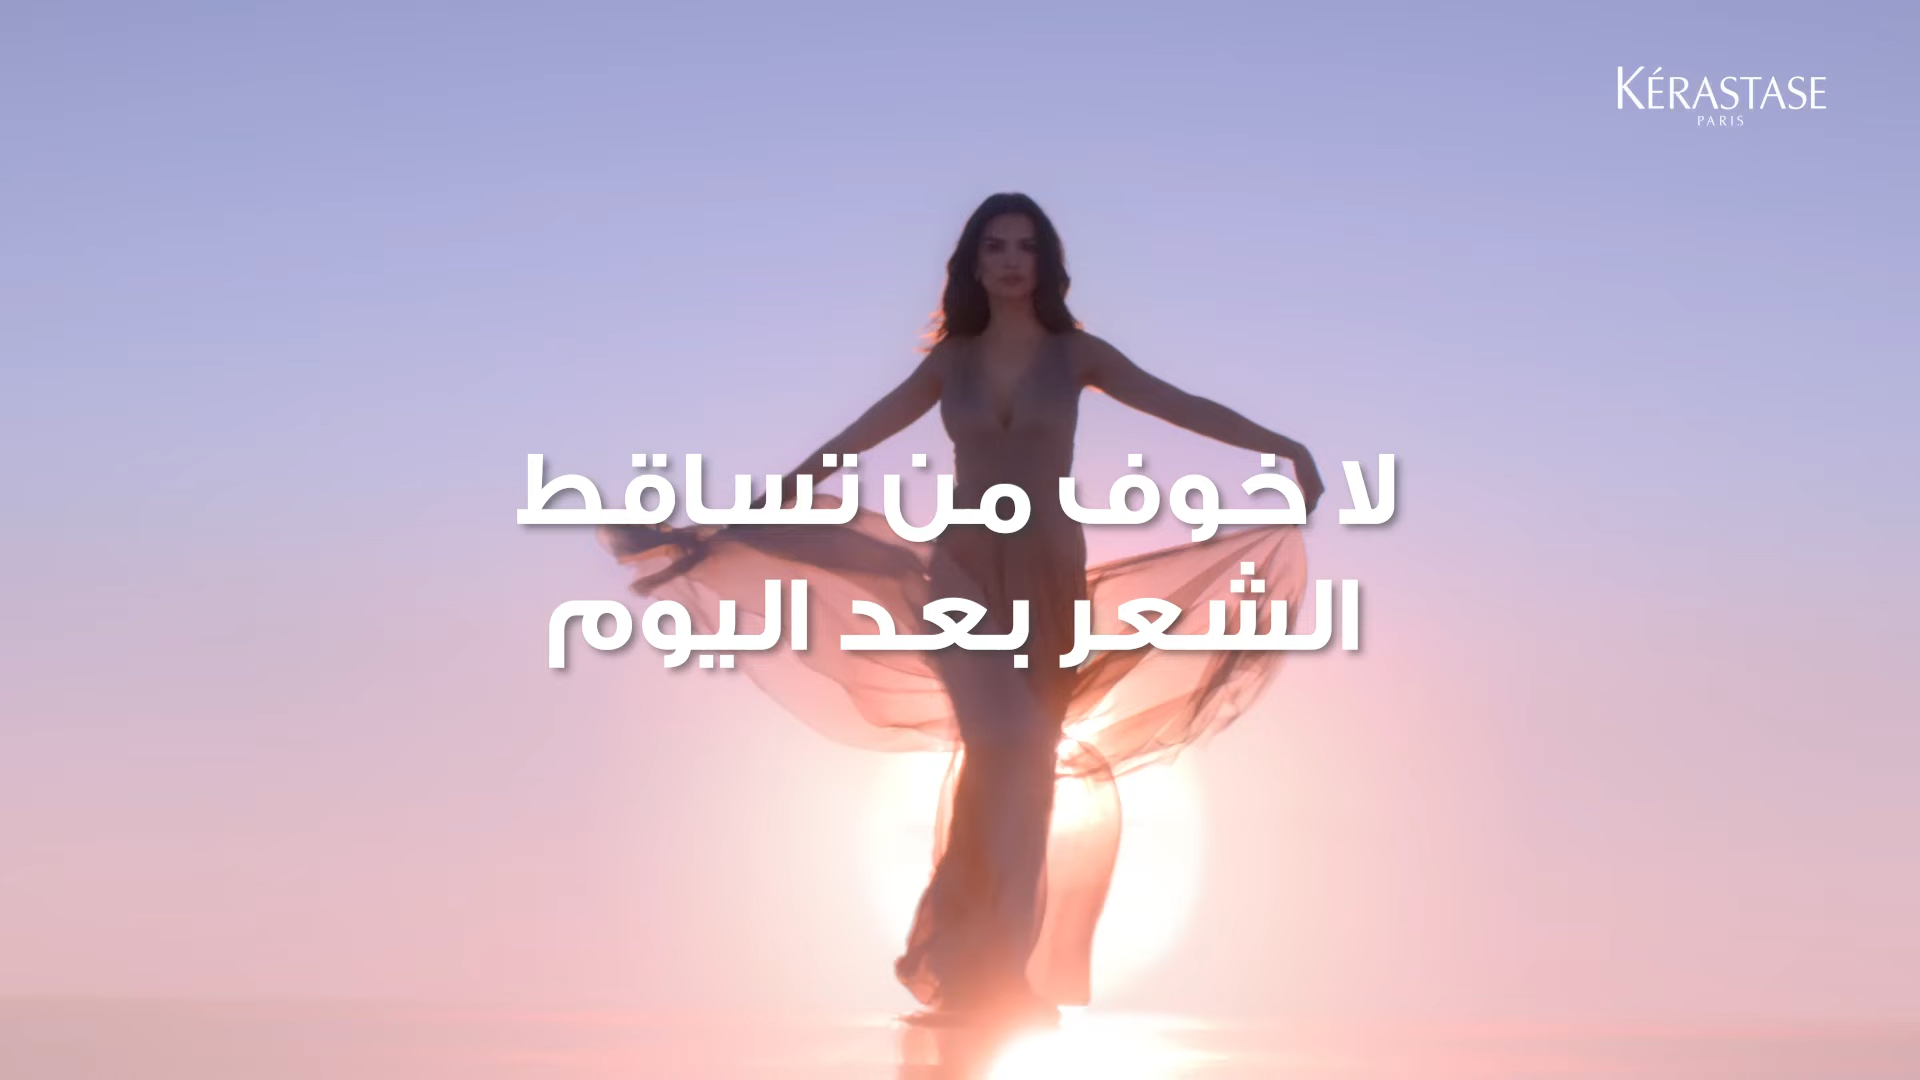 KÉRASTASE
PARIS
لا خوف من تساقط
الشعر بعد اليوم